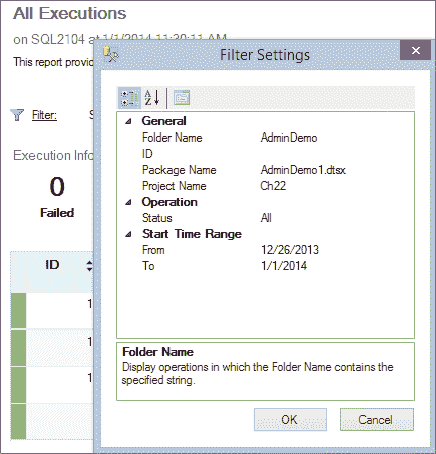 All Executions
on SQL2104 at 1/1/2014 11:30:11 AM
This report provid
Filter:
S
Execution Info
0
Failed
ID
1
1
1
Filter Settings
General
Folder Name AdminDemo
ID
Package Name AdminDemo1.dtsx
Project Name Ch22
Operation
Status All
Start Time Range
From 12/26/2013
To 1/1/2014
Folder Name
Display operations in which the Folder Name contains the
specified string.
OK Cancel